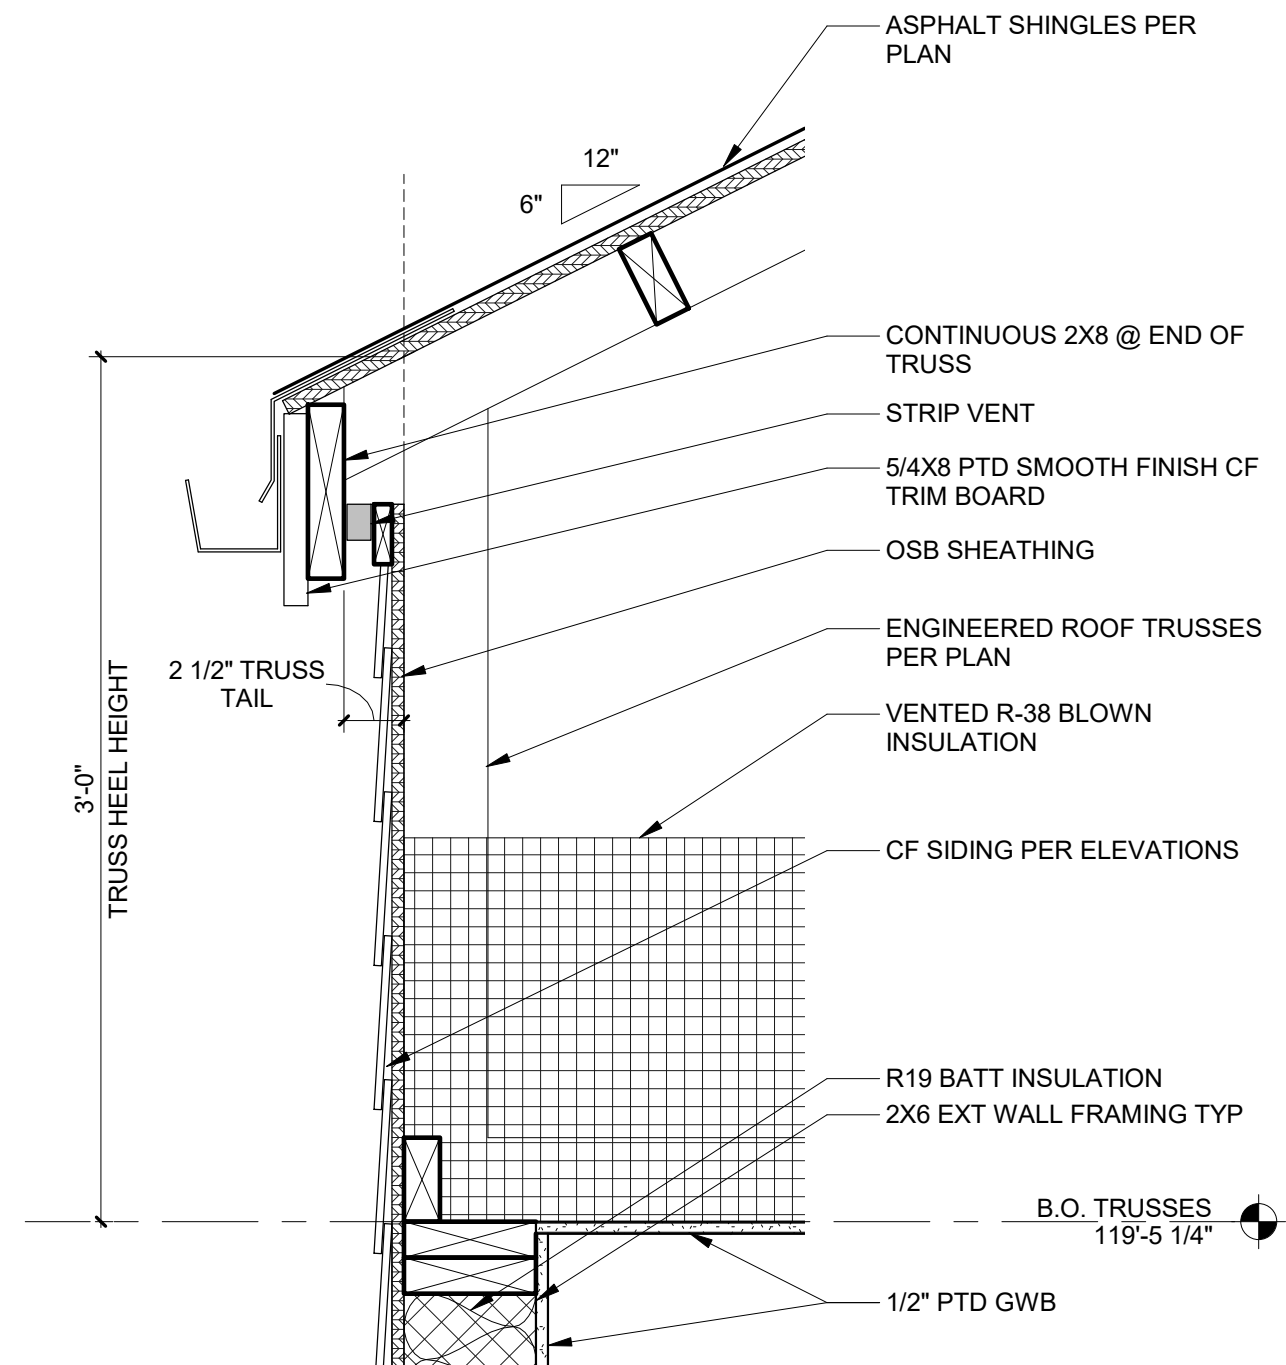 ASPHALT SHINGLES PER
PLAN
12"
6"
CONTINUOUS 2X8 @ END OF
TRUSS
STRIP VENT
5/4X8 PTD SMOOTH FINISH CF
TRIM BOARD
OSB SHEATHING
ENGINEERED ROOF TRUSSES
PER PLAN
2 1/2" TRUSS
TAIL
VENTED R-38 BLOWN
INSULATION
3'-0"
TRUSS HEEL HEIGHT
CF SIDING PER ELEVATIONS
R19 BATT INSULATION
2X6 EXT WALL FRAMING TYP
B.O. TRUSSES
119'-5 1/4"
1/2" PTD GWB